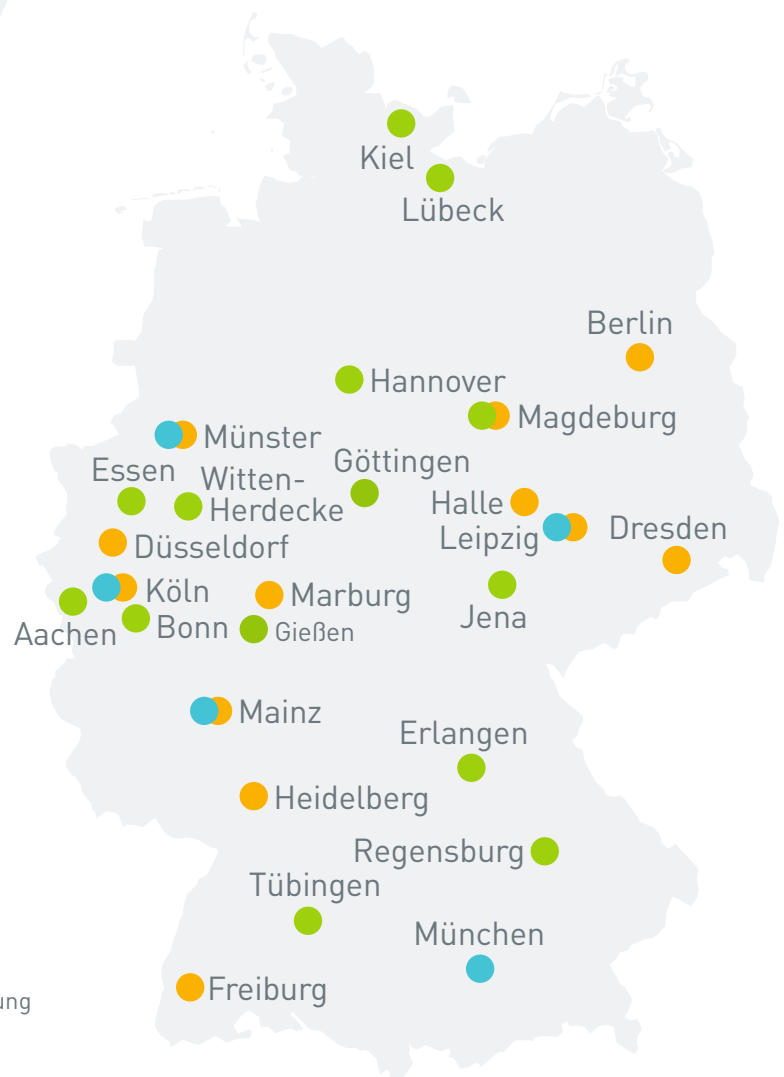 Kiel
Lübeck
Berlin
Hannover
Magdeburg
Münster
Göttingen
Essen
Witten-
Herdecke
Halle
Leipzig
Dresden
Düsseldorf
Köln
Marburg
Jena
Aachen
Bonn
Gießen
Mainz
Erlangen
Heidelberg
Regensburg
Tübingen
München
Freiburg